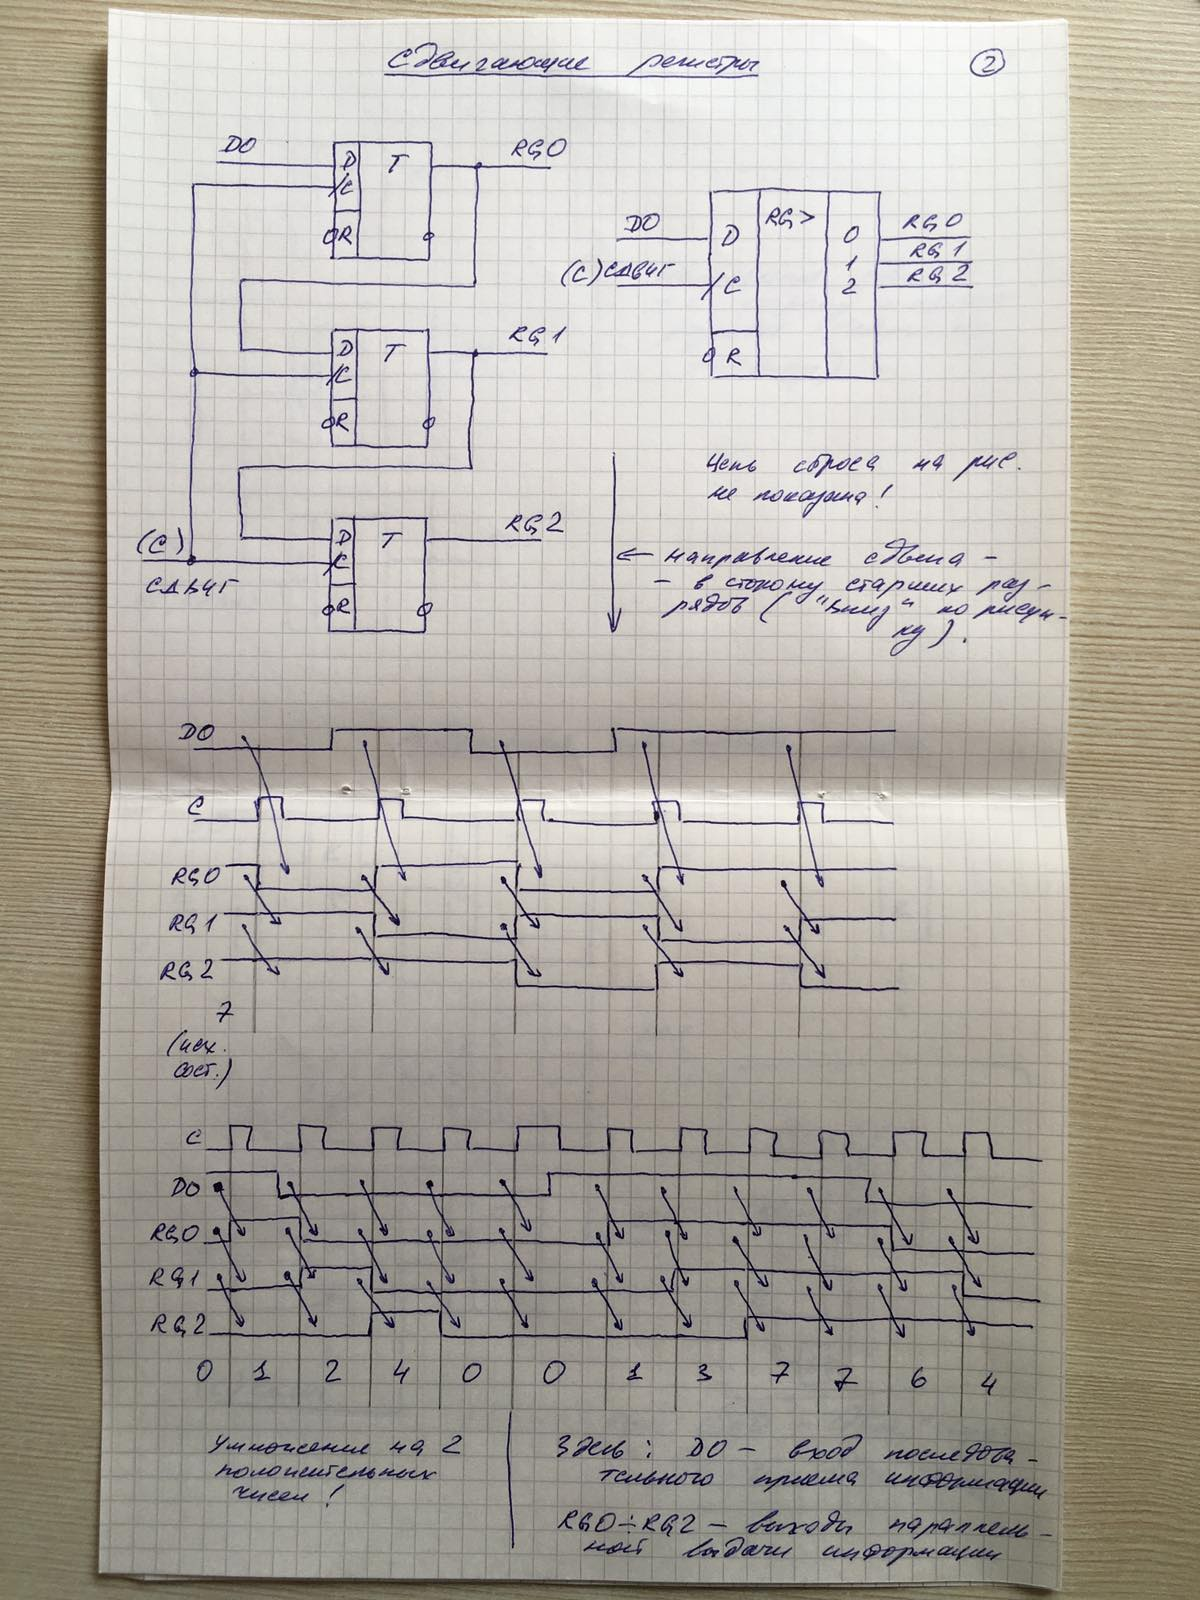 Сдвигающие регистры
2
D0
D
T
C
R
RG0
D0
(C) СДВИГ
D
C
R
RG>
0
1
2
RG0
RG1
RG2
D
T
C
R
RG1
D
T
C
R
RG2
(C)
СДВИГ
Цепь сброса на рис.
не показана!
← направление сдвига -
- в сторону старших раз-
рядов ("вниз" по рисун-
ку).
D0
C
RG0
RG1
RG2
7
(исх.
сост.)
C
D0
RG0
RG1
RG2
0 1 2 4 0 0 1 3 7 7 6 4
Умножение на 2
положительных
чисел!
Здесь: D0 - вход последова-
тельного приема информации
RG0÷RG2 - выходы параллель-
ной выдачи информации